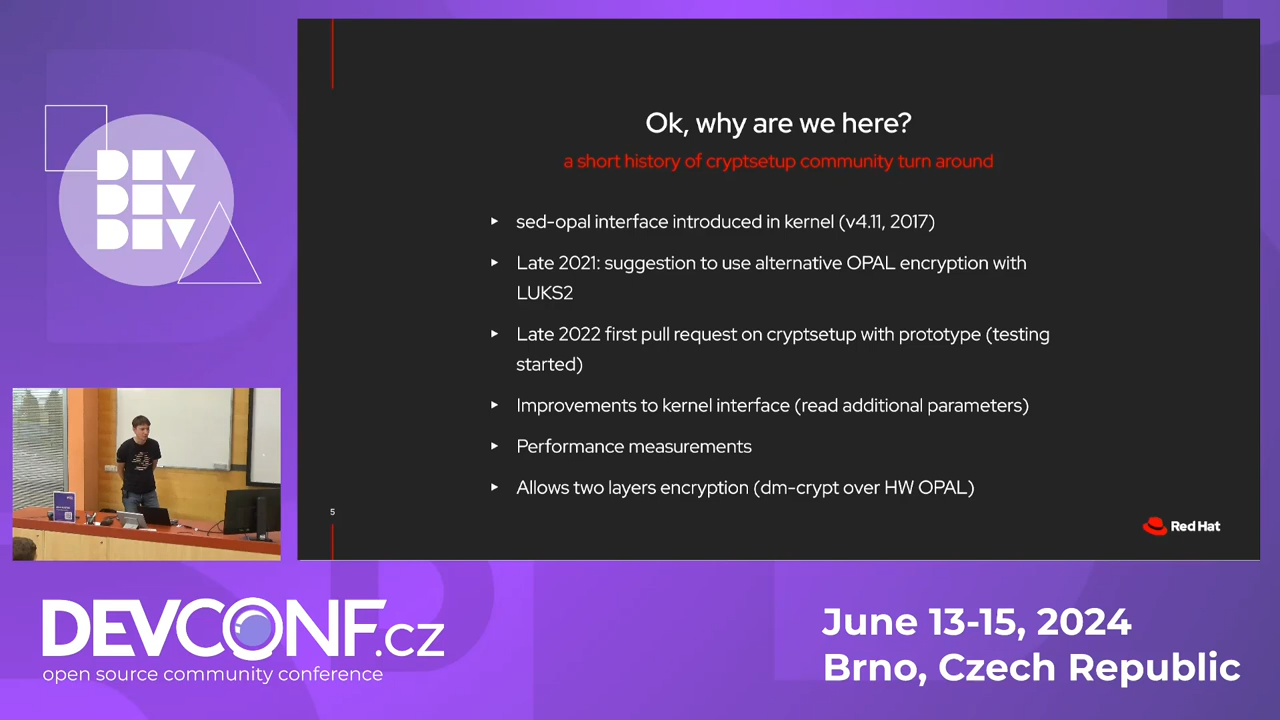 DEV
DEV
DEV
Ok, why are we here?
a short history of cryptsetup community turn around
▸ sed-opal interface introduced in kernel (v4.11, 2017)
▸ Late 2021: suggestion to use alternative OPAL encryption with
LUKS2
▸ Late 2022 first pull request on cryptsetup with prototype (testing
started)
▸ Improvements to kernel interface (read additional parameters)
▸ Performance measurements
▸ Allows two layers encryption (dm-crypt over HW OPAL)
5
Red Hat
DEVCONF.cz
open source community conference
June 13-15, 2024
Brno, Czech Republic